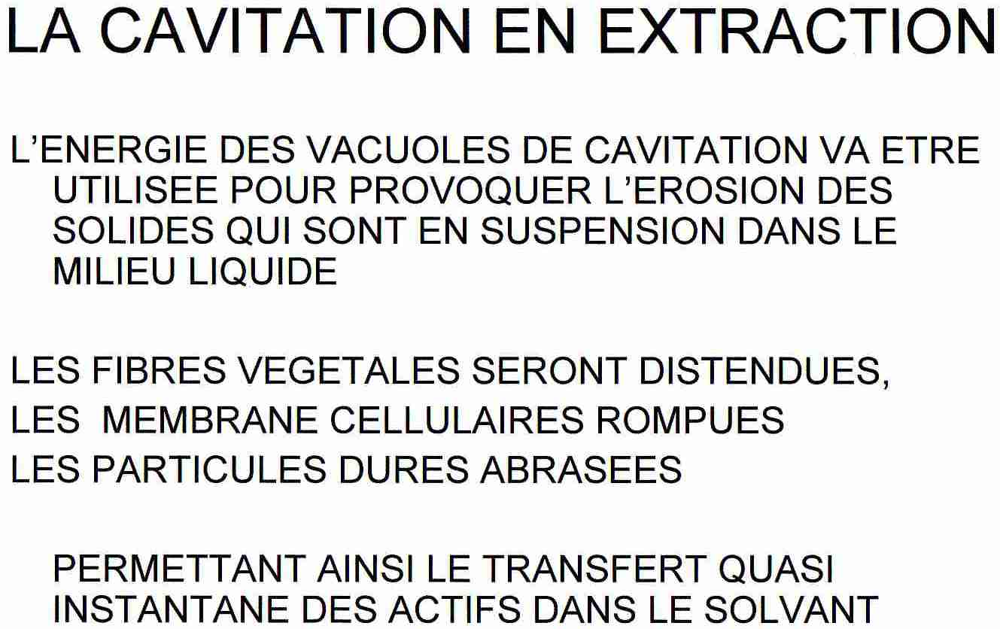 LA CAVITATION EN EXTRACTION
L'ENERGIE DES VACUOLES DE CAVITATION VA ETRE
UTILISEE POUR PROVOQUER L'EROSION DES
SOLIDES QUI SONT EN SUSPENSION DANS LE
MILIEU LIQUIDE
LES FIBRES VEGETALES SERONT DISTENDUES,
LES MEMBRANE CELLULAIRES ROMPUES
LES PARTICULES DURES ABRASEES
PERMETTANT AINSI LE TRANSFERT QUASI
INSTANTANE DES ACTIFS DANS LE SOLVANT